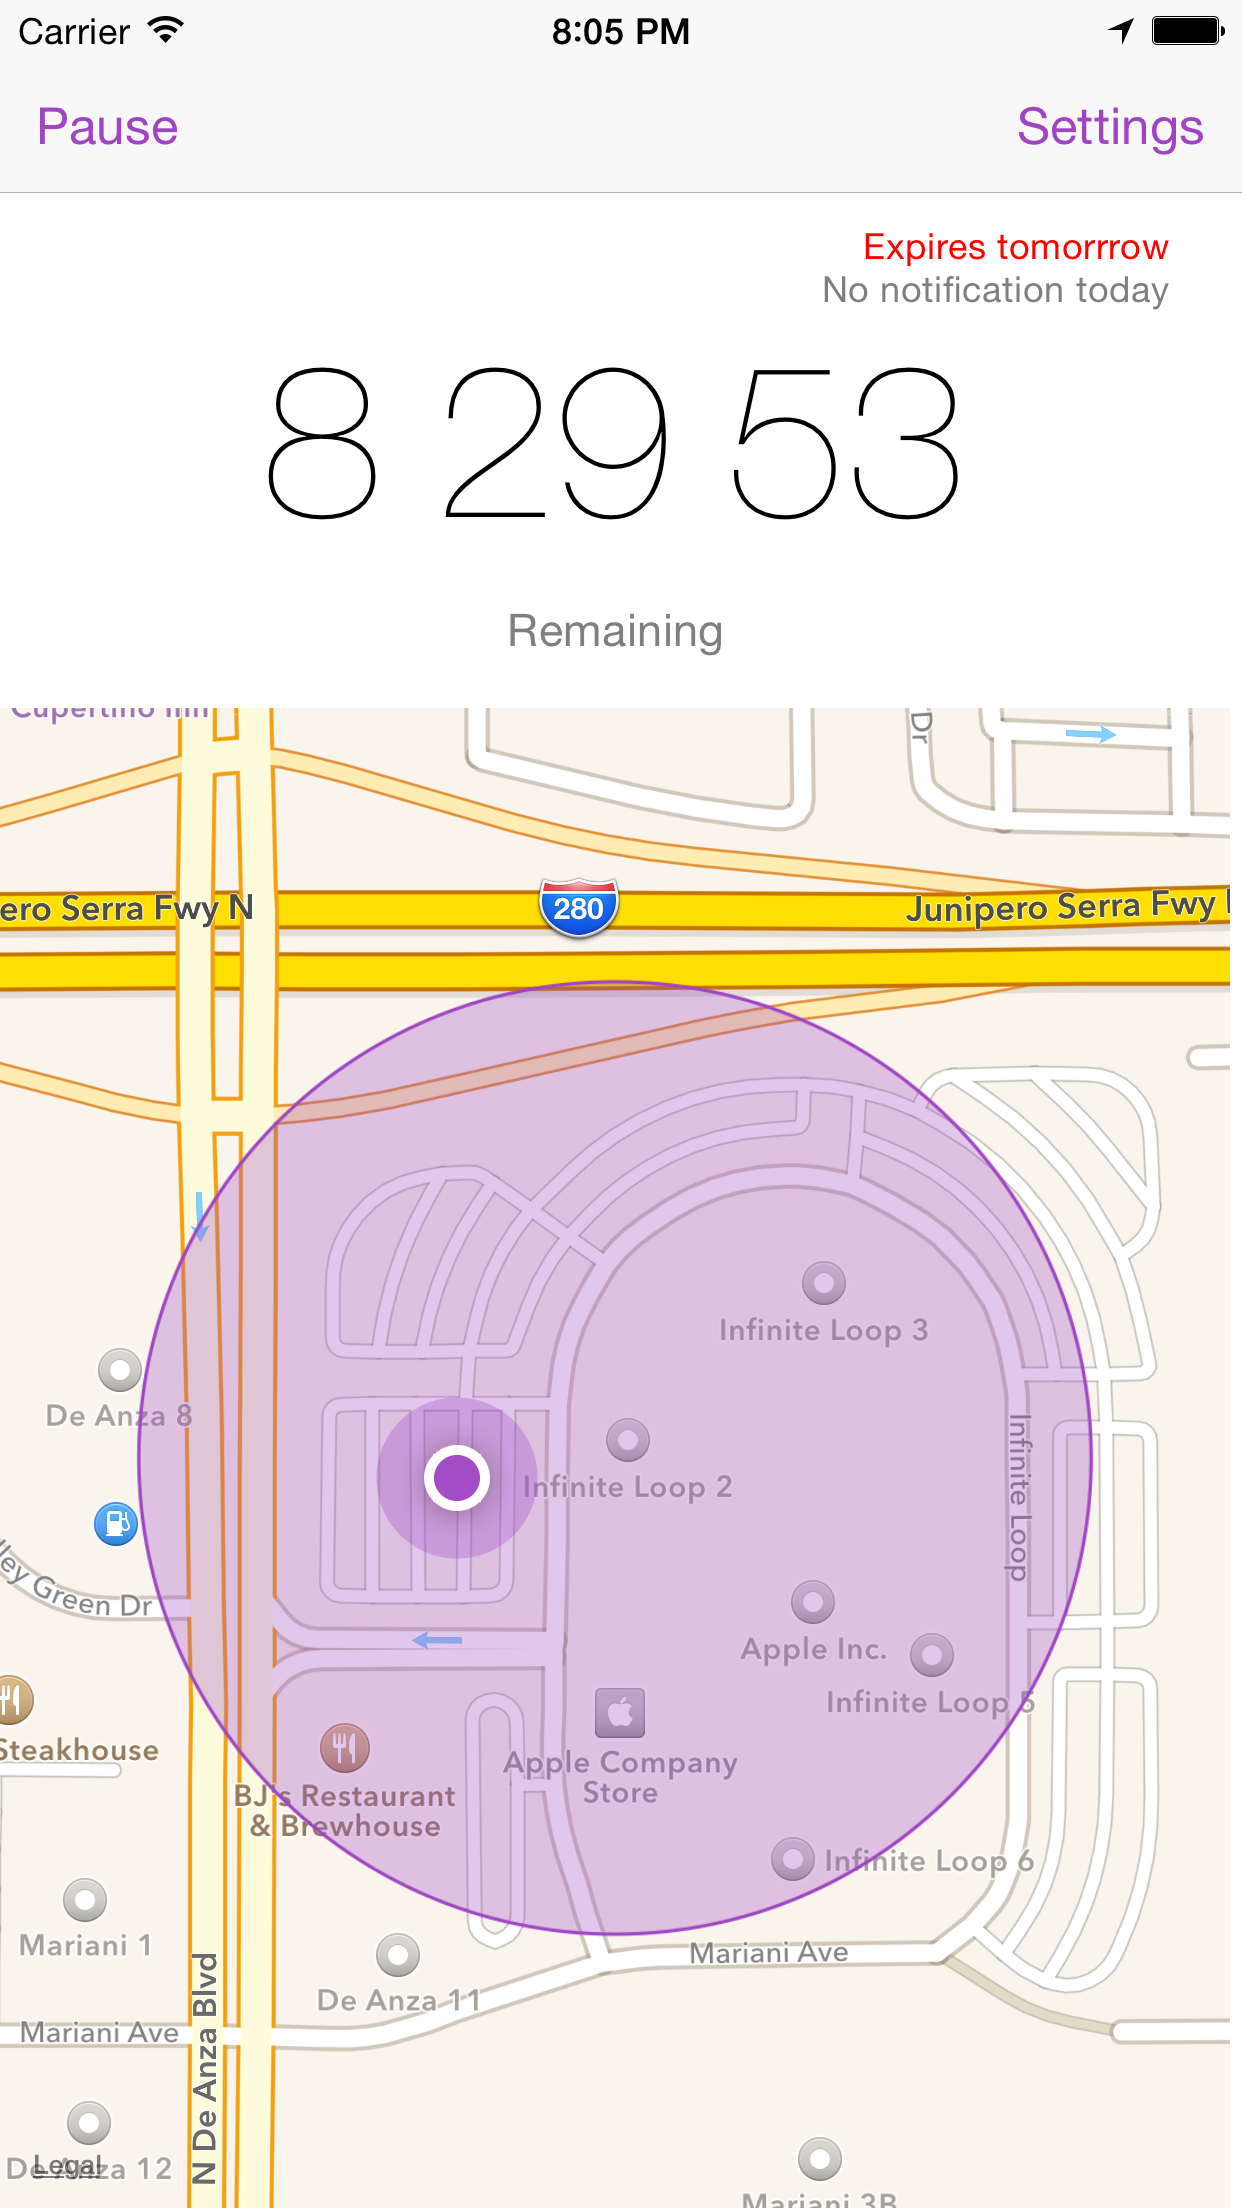 Carrier
8:05 PM
Pause
Settings
Expires tomorrrow
No notification today
8 29 53
Remaining
Cupertino Inn
Dr
ero Serra Fwy N
280
Junipero Serra Fwy
Infinite Loop 3
De Anza 8
Infinite Loop 2
Infinite Loop
lley Green Dr
Apple Inc.
Infinite Loop 5
Steakhouse
Apple Company
Store
BJ's Restaurant
& Brewhouse
Infinite Loop 6
Mariani 1
Mariani Ave
De Anza 11
Mariani Ave
N De Anza Blvd
De Anza 12
Legal
Mariani 3B